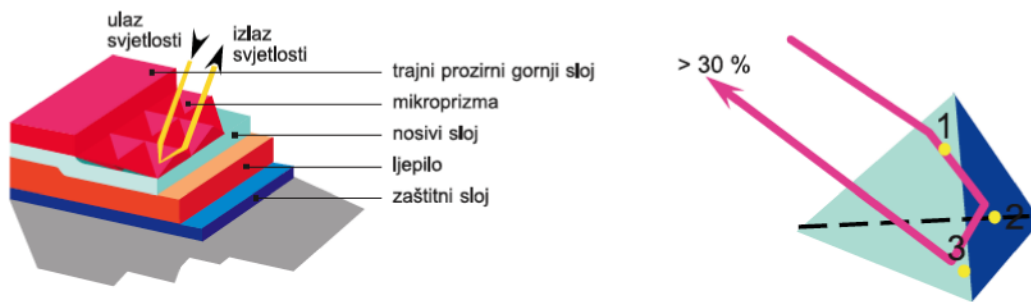 ulaz
svjetlosti
izlaz
svjetlosti
trajni prozirni gornji sloj
mikroprizma
nosivi sloj
ljepilo
zaštitni sloj
> 30 %
1
2
3